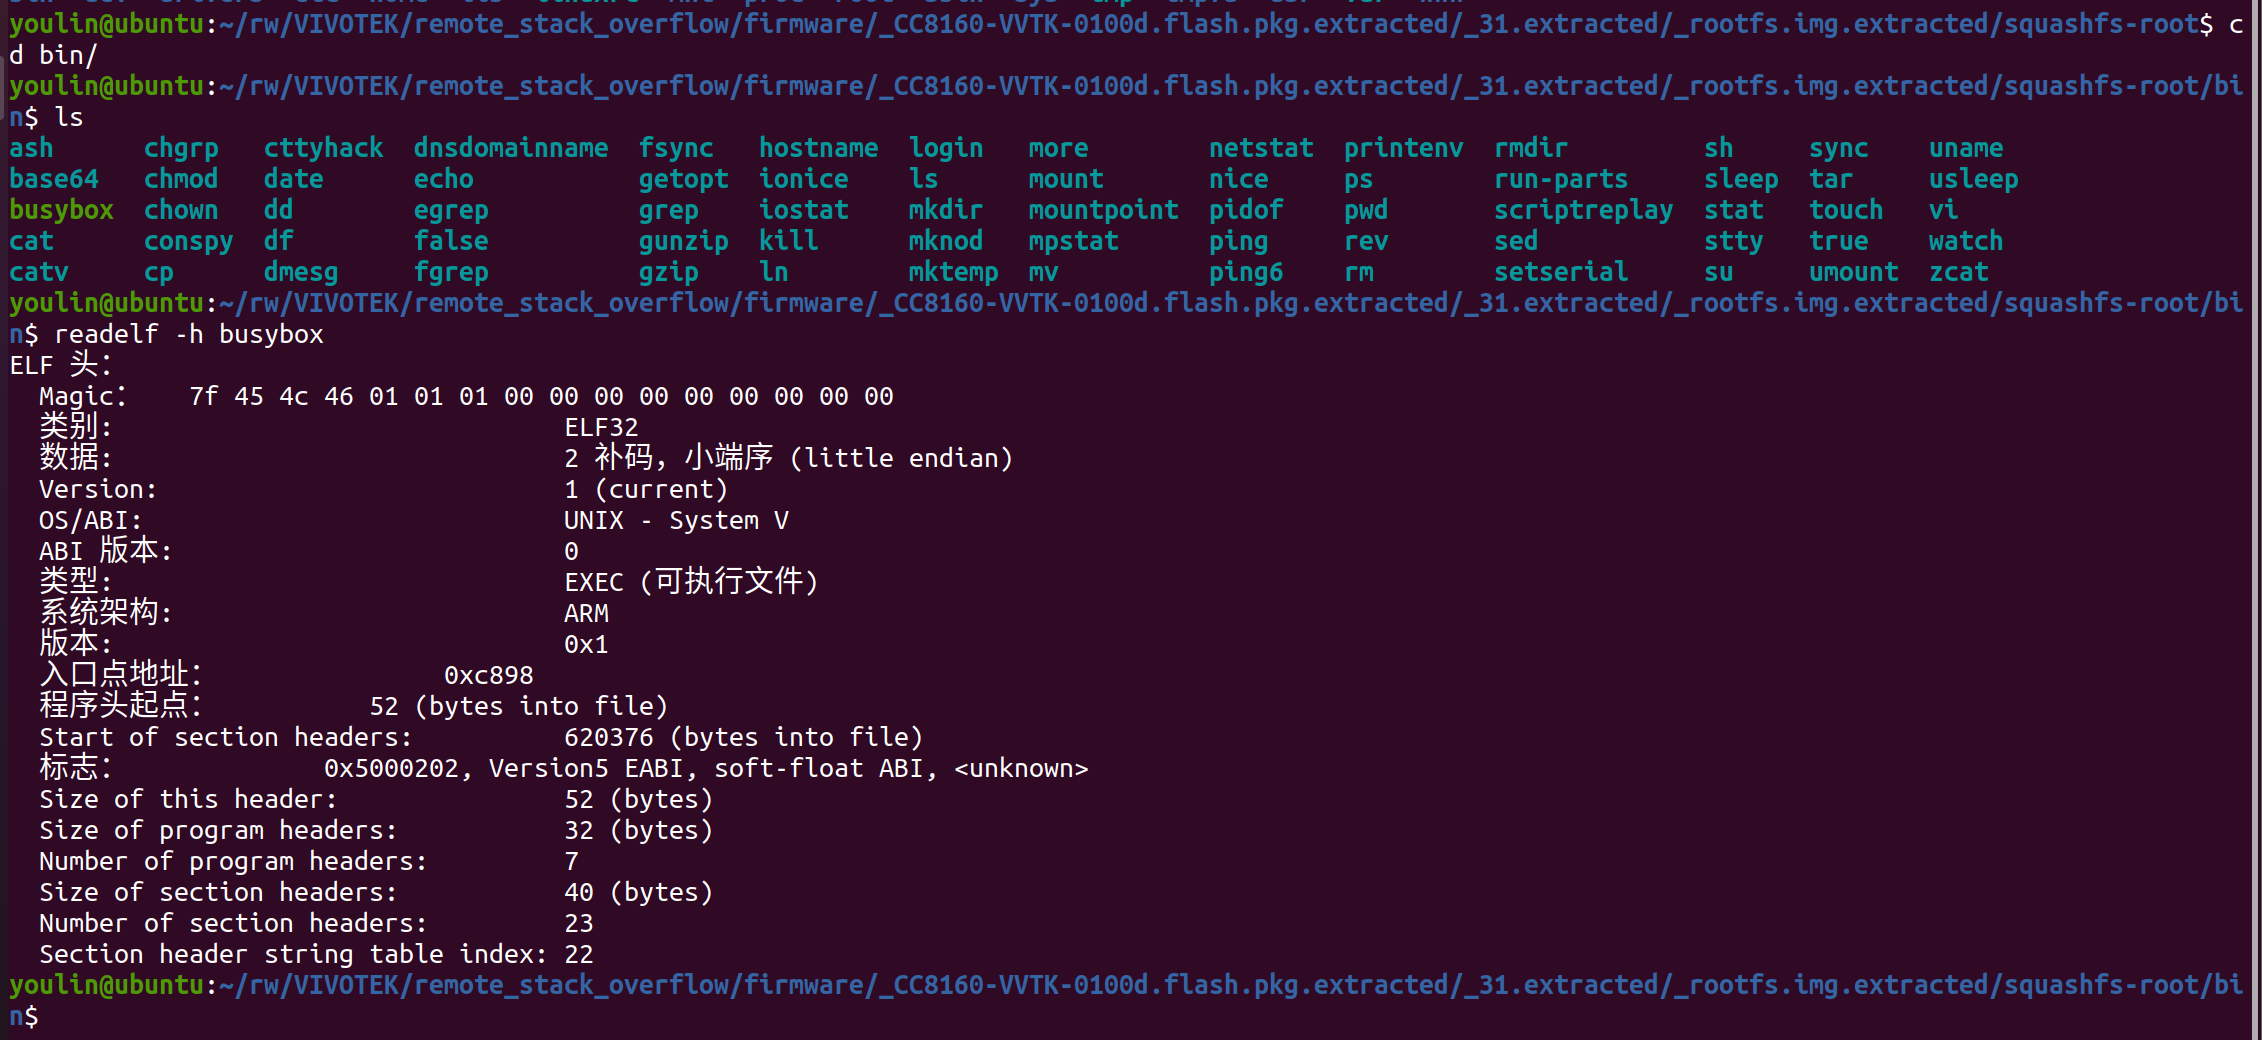 youlin@ubuntu:~/rw/VIVOTEK/remote_stack_overflow/firmware/_CC8160-VVTK-0100d.flash.pkg.extracted/_31.extracted/_rootfs.img.extracted/squashfs-root$ c
d bin/
youlin@ubuntu:~/rw/VIVOTEK/remote_stack_overflow/firmware/_CC8160-VVTK-0100d.flash.pkg.extracted/_31.extracted/_rootfs.img.extracted/squashfs-root/bi
n$ ls
ash chgrp cttyhack dnsdomainname fsync hostname login more netstat printenv rmdir sh sync uname
base64 chmod date echo getopt ionice ls mount nice ps run-parts sleep tar usleep
busybox chown dd egrep grep iostat mkdir mountpoint pidof pwd scriptreplay stat touch vi
cat conspy df false gunzip kill mknod mpstat ping rev sed stty true watch
catv cp dmesg fgrep gzip ln mktemp mv ping6 rm setserial su umount zcat
youlin@ubuntu:~/rw/VIVOTEK/remote_stack_overflow/firmware/_CC8160-VVTK-0100d.flash.pkg.extracted/_31.extracted/_rootfs.img.extracted/squashfs-root/bi
n$ readelf -h busybox
ELF 头：
Magic： 7f 45 4c 46 01 01 01 00 00 00 00 00 00 00 00 00
类别: ELF32
数据: 2 补码，小端序 (little endian)
Version: 1 (current)
OS/ABI: UNIX - System V
ABI 版本: 0
类型: EXEC (可执行文件)
系统架构: ARM
版本: 0x1
入口点地址： 0xc898
程序头起点： 52 (bytes into file)
Start of section headers: 620376 (bytes into file)
标志： 0x5000202, Version5 EABI, soft-float ABI, <unknown>
Size of this header: 52 (bytes)
Size of program headers: 32 (bytes)
Number of program headers: 7
Size of section headers: 40 (bytes)
Number of section headers: 23
Section header string table index: 22
youlin@ubuntu:~/rw/VIVOTEK/remote_stack_overflow/firmware/_CC8160-VVTK-0100d.flash.pkg.extracted/_31.extracted/_rootfs.img.extracted/squashfs-root/bi
n$